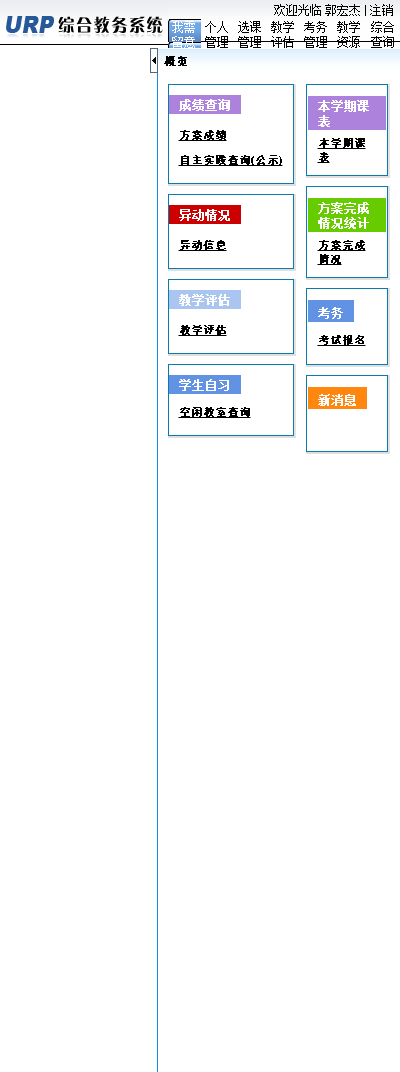 欢迎光临 郭宏杰 | 注销
URP 综合教务系统
我需 个人 选课 教学 考务 教学 综合
留意 管理 管理 评估 管理 资源 查询
概览
成绩查询
方案成绩
自主实践查询(公示)
异动情况
异动信息
教学评估
教学评估
学生自习
空闲教室查询
本学期课
表
本学期课
表
方案完成
情况统计
方案完成
情况
考务
考试报名
新消息